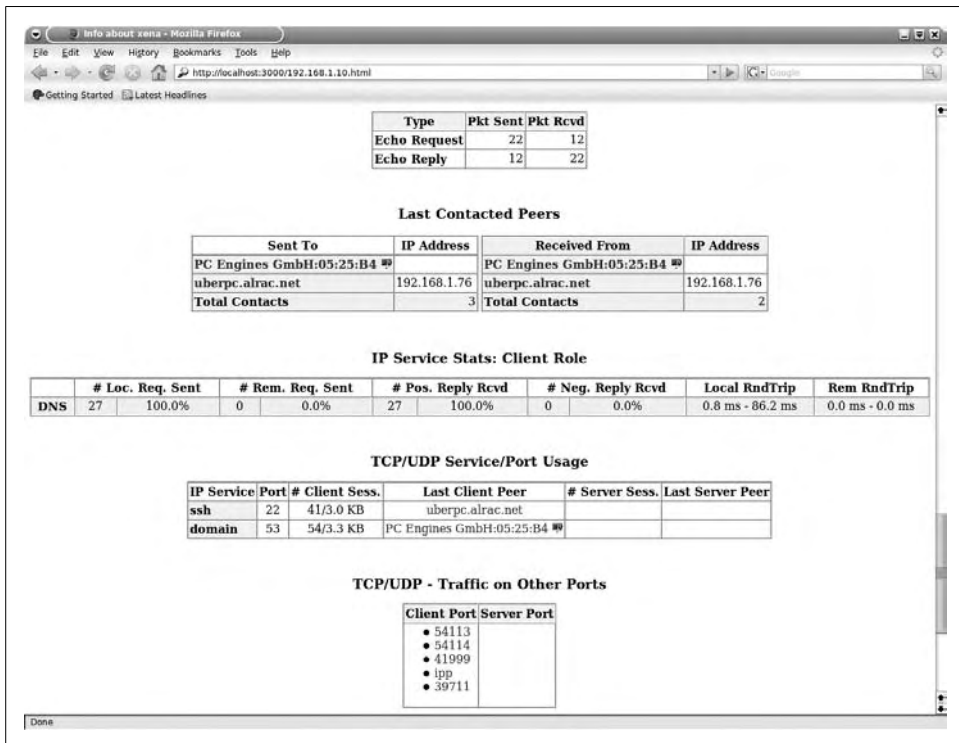 Info about xena - Mozilla Firefox
File Edit View History Bookmarks Tools Help
http://localhost:3000/192.168.1.10.html
Google
Getting Started Latest Headlines
Type Pkt Sent Pkt Rcvd
Echo Request 22 12
Echo Reply 12 22
Last Contacted Peers
Sent To IP Address Received From IP Address
PC Engines GmbH:05:25:B4 PC Engines GmbH:05:25:B4
uberpc.alrac.net 192.168.1.76 uberpc.alrac.net 192.168.1.76
Total Contacts 3 Total Contacts 2
IP Service Stats: Client Role
# Loc. Req. Sent # Rem. Req. Sent # Pos. Reply Rcvd # Neg. Reply Rcvd Local RndTrip Rem RndTrip
DNS 27 100.0% 0 0.0% 27 100.0% 0 0.0% 0.8 ms - 86.2 ms 0.0 ms - 0.0 ms
TCP/UDP Service/Port Usage
IP Service Port # Client Sess. Last Client Peer # Server Sess. Last Server Peer
ssh 22 41/3.0 KB uberpc.alrac.net
domain 53 54/3.3 KB PC Engines GmbH:05:25:B4
TCP/UDP - Traffic on Other Ports
Client Port Server Port
• 54113
• 54114
• 41999
• ipp
• 39711
Done